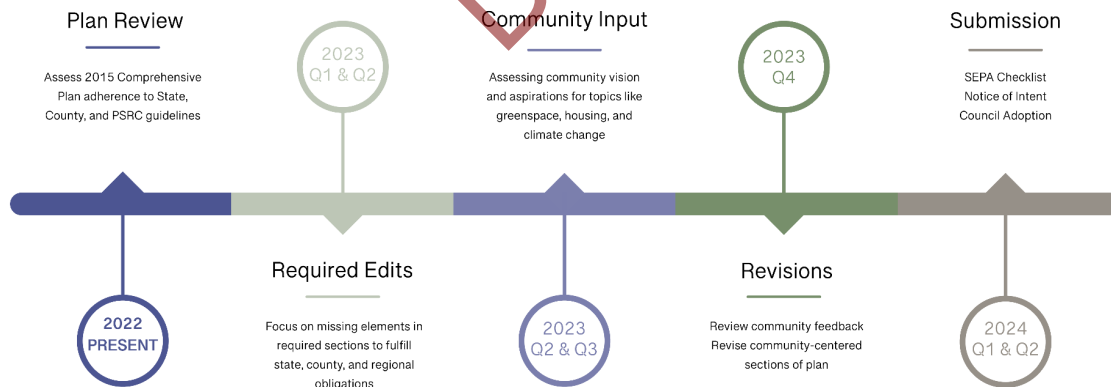 Plan Review
Assess 2015 Comprehensive
Plan adherence to State,
County, and PSRC guidelines
2022
PRESENT
2023
Q1 & Q2
Required Edits
Focus on missing elements in
required sections to fulfill
state, county, and regional
obligations
Community Input
Assessing community vision
and aspirations for topics like
greenspace, housing, and
climate change
2023
Q2 & Q3
2023
Q4
Revisions
Review community feedback
Revise community-centered
sections of plan
Submission
SEPA Checklist
Notice of Intent
Council Adoption
2024
Q1 & Q2